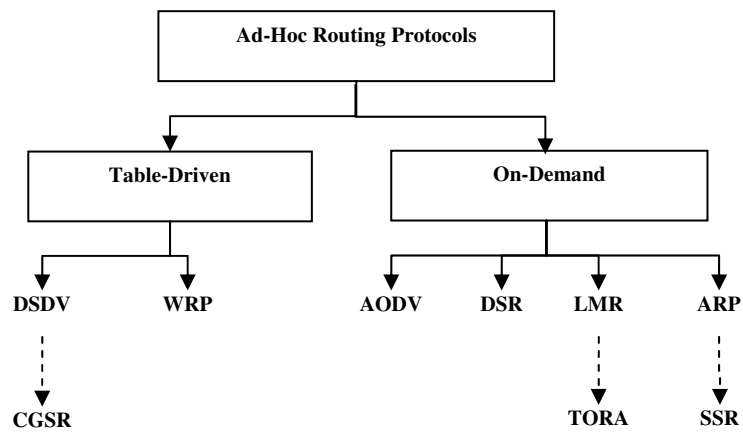 Ad-Hoc Routing Protocols
Table-Driven
On-Demand
DSDV
WRP
AODV
DSR
LMR
ARP
CGSR
TORA
SSR